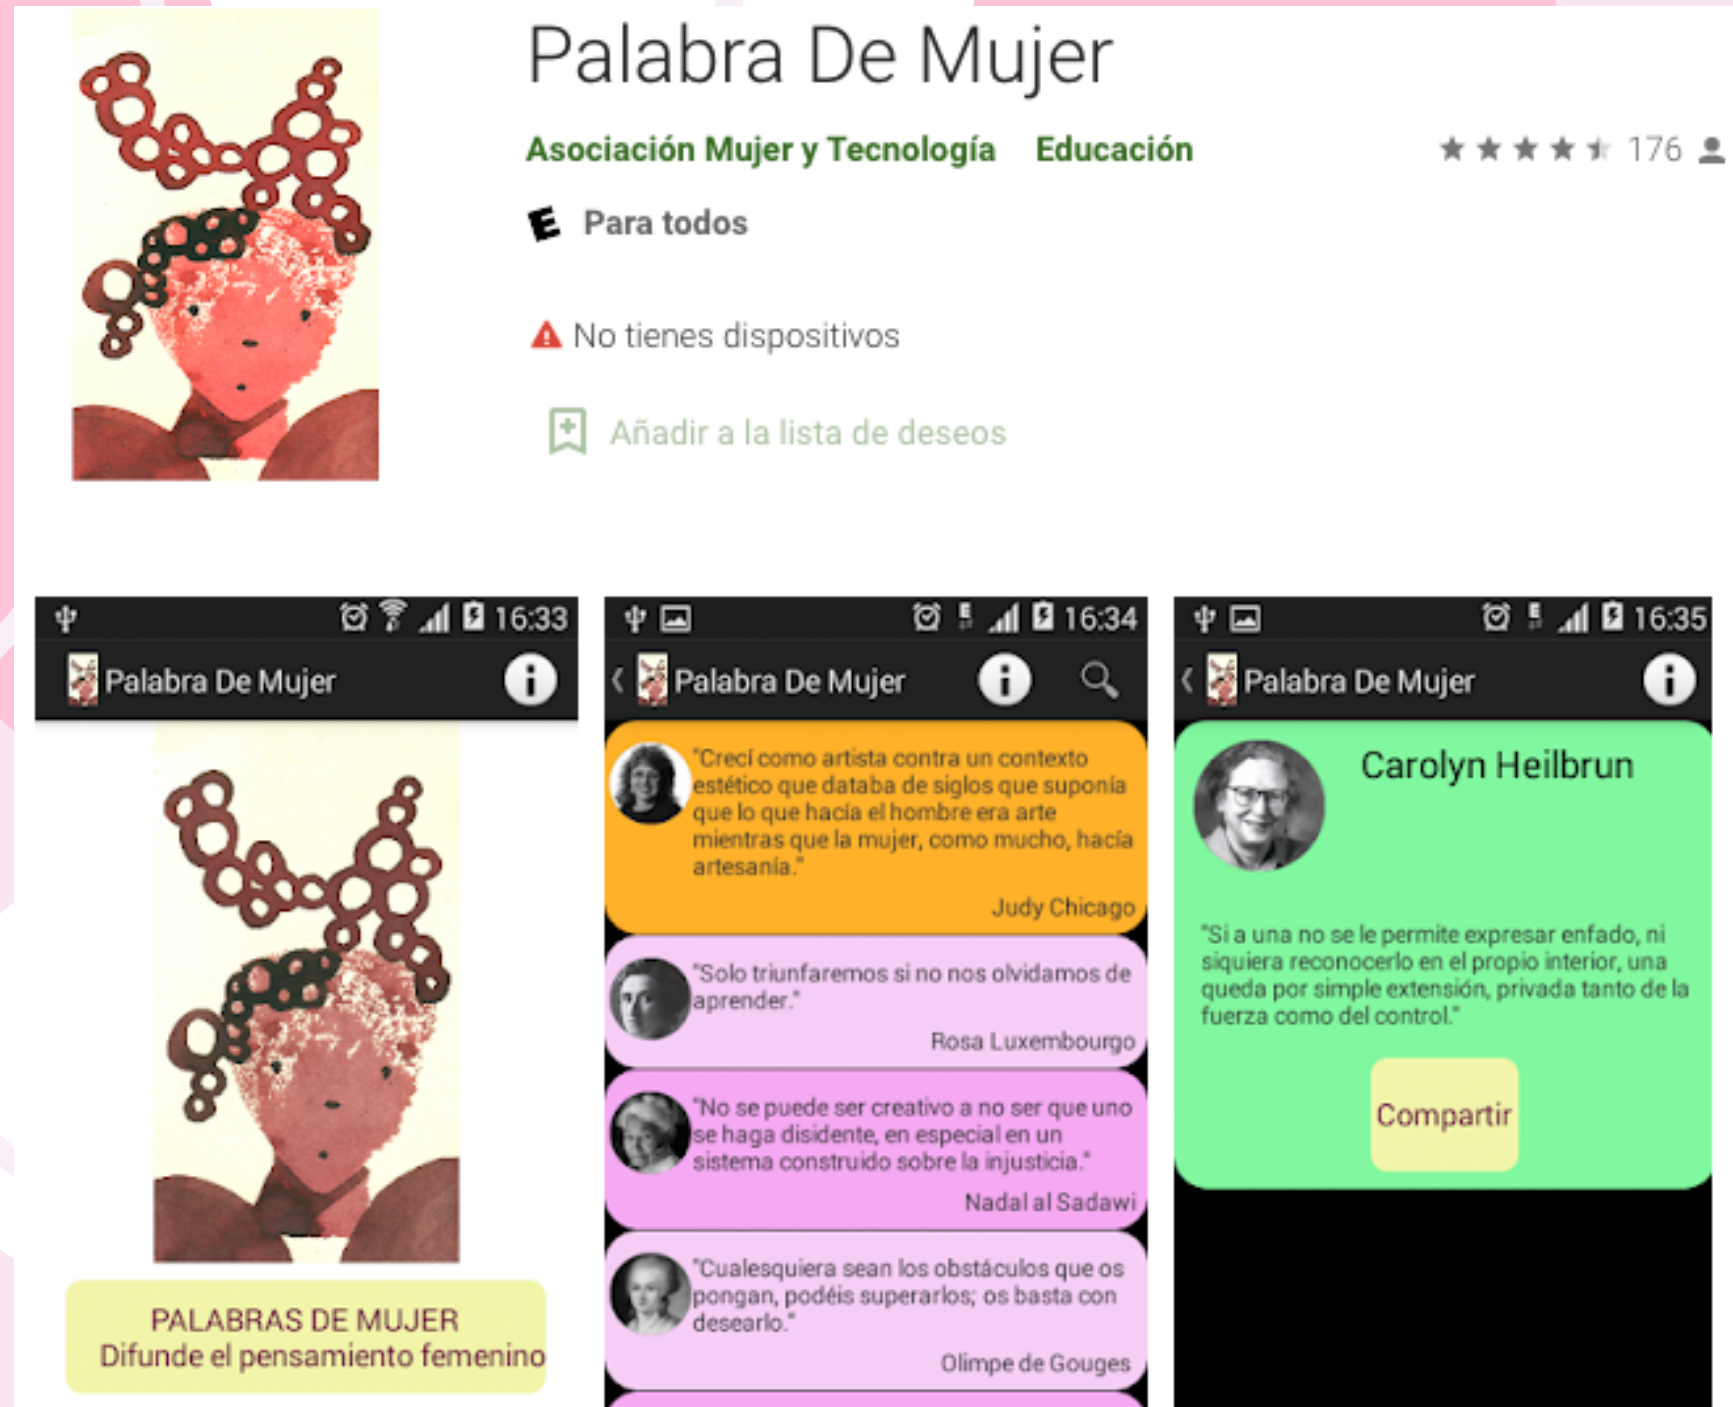 Palabra De Mujer
Asociación Mujer y Tecnología Educación
176
E Para todos
No tienes dispositivos
Añadir a la lista de deseos
16:33
Palabra De Mujer
PALABRAS DE MUJER
Difunde el pensamiento femenino
16:34
Palabra De Mujer
"Crecí como artista contra un contexto
estético que databa de siglos que suponía
que lo que hacía el hombre era arte
mientras que la mujer, como mucho, hacía
artesanía."
Judy Chicago
"Solo triunfaremos si no nos olvidamos de
aprender."
Rosa Luxembourgo
"No se puede ser creativo a no ser que uno
se haga disidente, en especial en un
sistema construido sobre la injusticia."
Nadal al Sadawi
"Cualesquiera sean los obstáculos que os
pongan, podéis superarlos; os basta con
desearlo."
Olimpe de Gouges
16:35
Palabra De Mujer
Carolyn Heilbrun
"Si a una no se le permite expresar enfado, ni
siquiera reconocerlo en el propio interior, una
queda por simple extensión, privada tanto de la
fuerza como del control."
Compartir